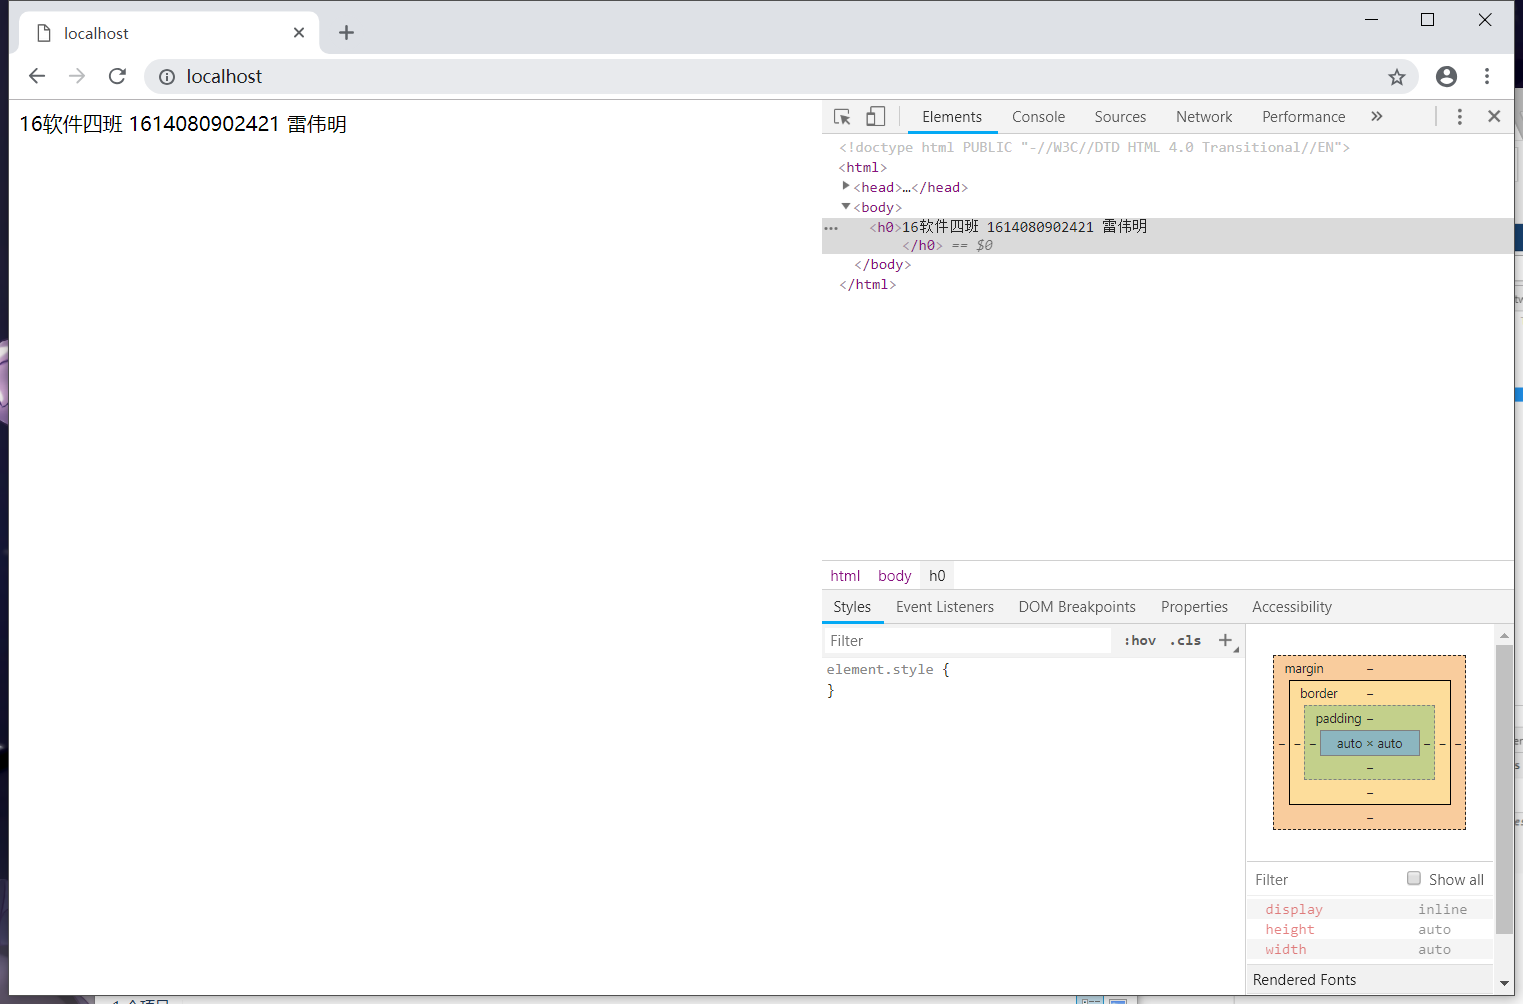 localhost
localhost
16软件四班 1614080902421 雷伟明
Elements Console Sources Network Performance
<!doctype html PUBLIC "-//W3C//DTD HTML 4.0 Transitional//EN">
<html>
<head>…</head>
<body>
<h0>16软件四班 1614080902421 雷伟明
</h0> == $0
</body>
</html>
html body h0
Styles Event Listeners DOM Breakpoints Properties Accessibility
Filter :hov .cls +
element.style {
}
margin –
border –
padding –
– – – auto × auto – – –
–
–
–
Filter Show all
display inline
height auto
width auto
Rendered Fonts